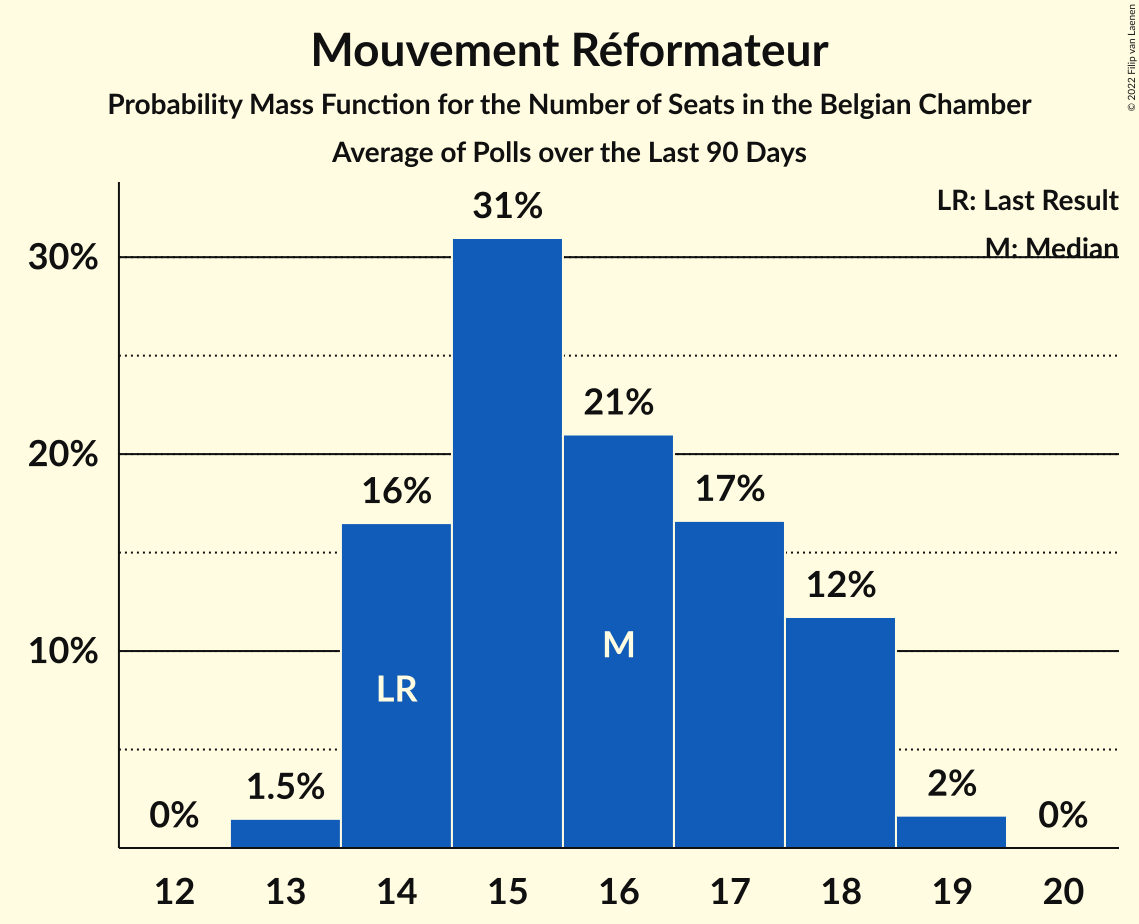 Mouvement Réformateur
Probability Mass Function for the Number of Seats in the Belgian Chamber
Average of Polls over the Last 90 Days
© 2022 Filip van Laenen
LR: Last Result
M: Median
30%
20%
10%
0%
1.5%
16%
31%
21%
17%
12%
2%
0%
LR
M
12 13 14 15 16 17 18 19 20